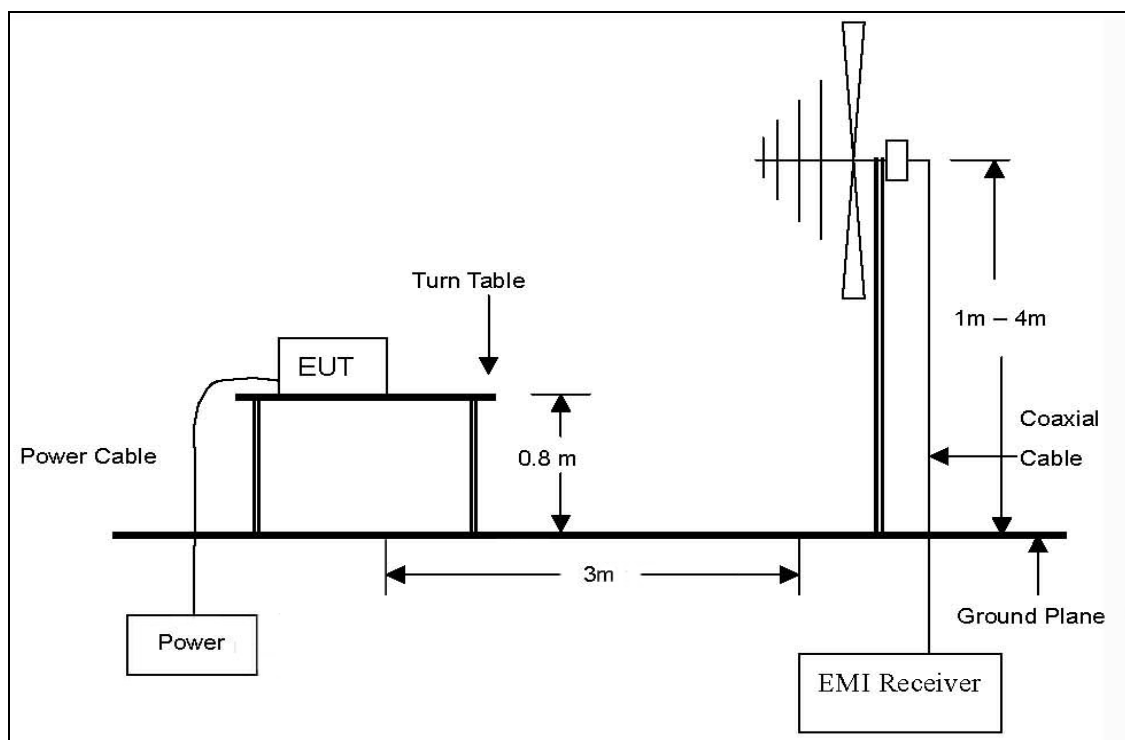 Turn Table
EUT
1m – 4m
Coaxial
Cable
Power Cable
0.8 m
3m
Ground Plane
Power
EMI Receiver